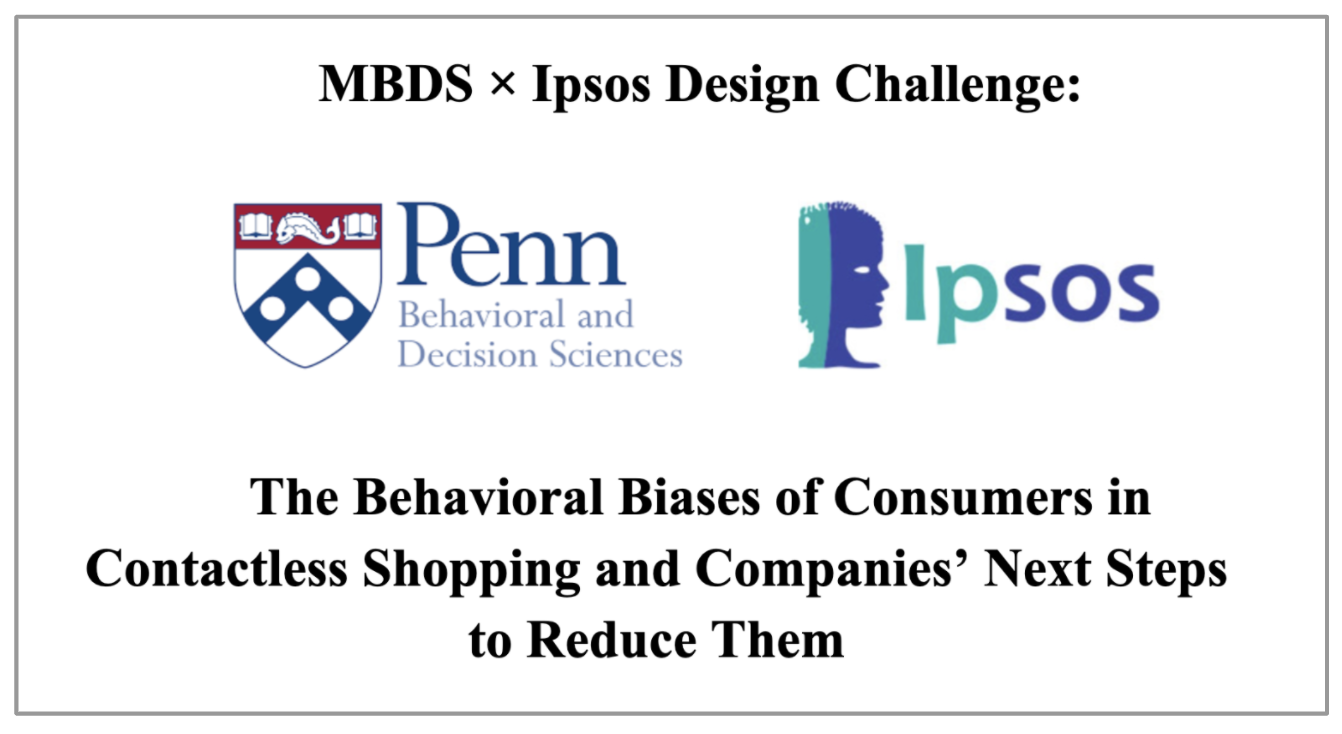 MBDS × Ipsos Design Challenge:
Penn
Behavioral and
Decision Sciences
Ipsos
The Behavioral Biases of Consumers in
Contactless Shopping and Companies’ Next Steps
to Reduce Them